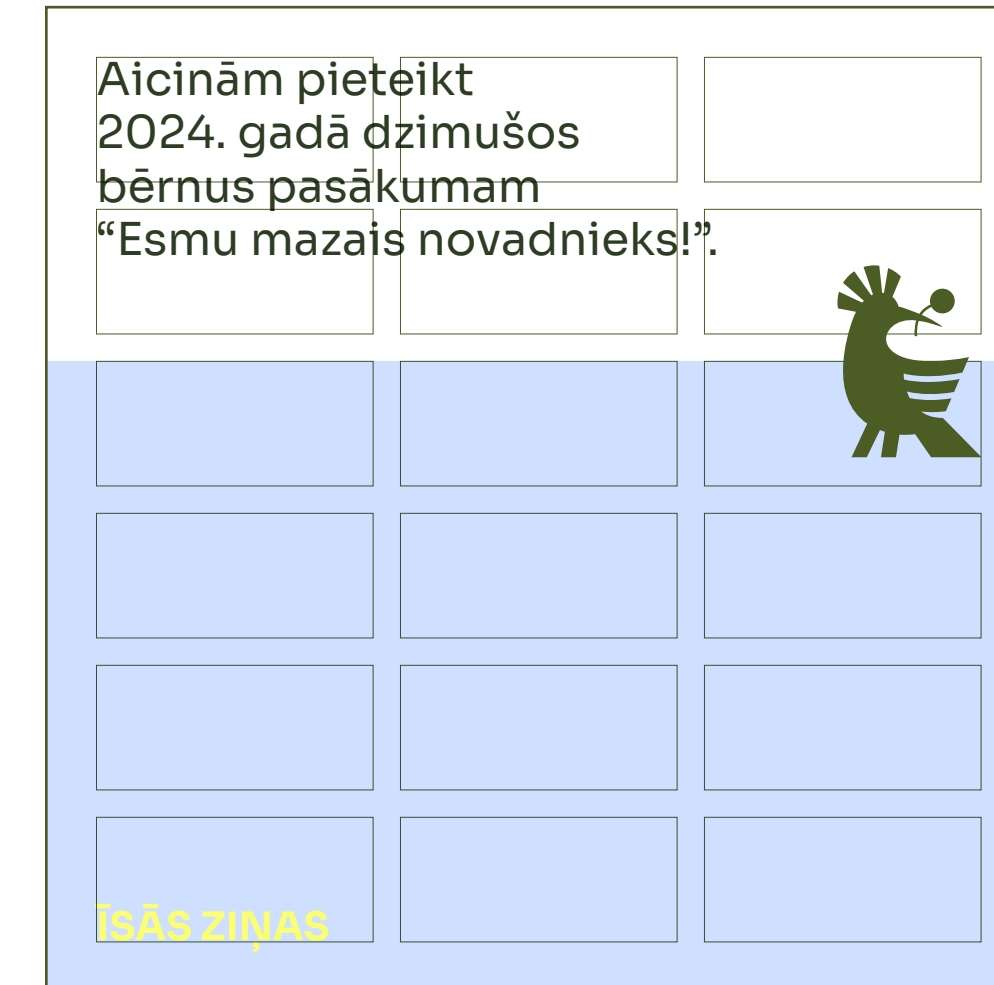 Aicinām pieteikt
2024. gadā dzimušos
bērnus pasākumam
“Esmu mazais novadnieks!”.
ĪSĀS ZIŅAS